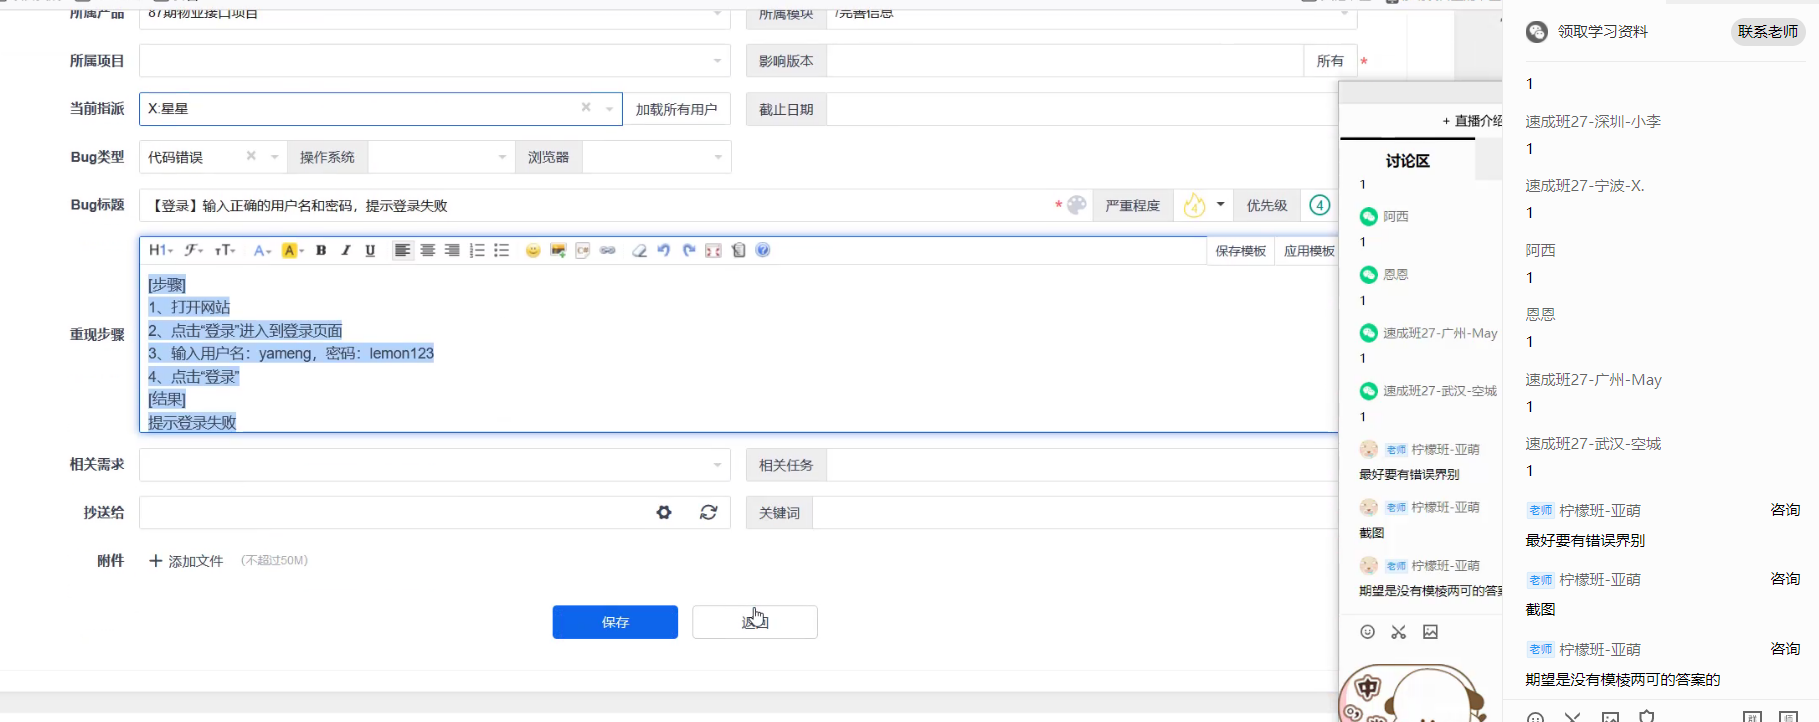 所属产品
87期物业接口项目
所属模块
/完善信息
所属项目
影响版本
所有
*
当前指派
X:星星
加载所有用户
截止日期
Bug类型
代码错误
操作系统
浏览器
Bug标题
【登录】输入正确的用户名和密码，提示登录失败
*
严重程度
4
优先级
4
H1
F
TT
A
A
B
I
U
保存模板
应用模板
重现步骤
[步骤]
1、打开网站
2、点击“登录”进入到登录页面
3、输入用户名：yameng，密码：lemon123
4、点击“登录”
[结果]
提示登录失败
相关需求
相关任务
抄送给
关键词
附件
添加文件
(不超过50M)
保存
返回
+ 直播介绍
讨论区
1
阿西
1
恩恩
1
速成班27-广州-May
1
速成班27-武汉-空城
1
老师 柠檬班-亚萌
最好要有错误界别
老师 柠檬班-亚萌
截图
老师 柠檬班-亚萌
期望是没有模棱两可的答案
中
领取学习资料
联系老师
1
速成班27-深圳-小李
1
速成班27-宁波-X.
1
阿西
1
恩恩
1
速成班27-广州-May
1
速成班27-武汉-空城
1
老师 柠檬班-亚萌
咨询
最好要有错误界别
老师 柠檬班-亚萌
咨询
截图
老师 柠檬班-亚萌
咨询
期望是没有模棱两可的答案的